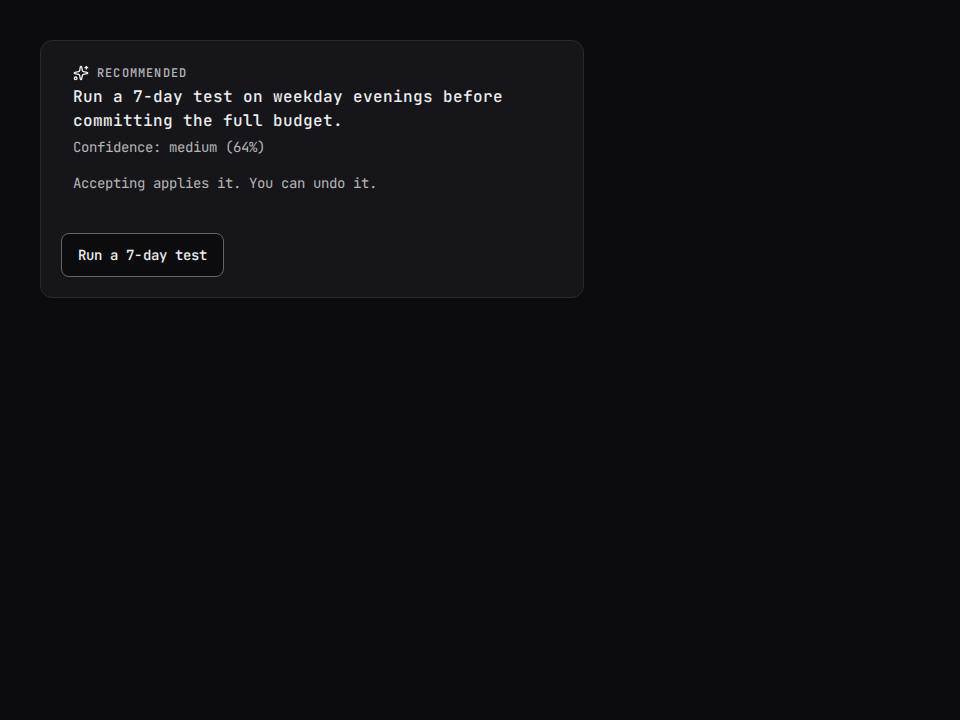 RECOMMENDED
Run a 7-day test on weekday evenings before
committing the full budget.
Confidence: medium (64%)
Accepting applies it. You can undo it.
Run a 7-day test